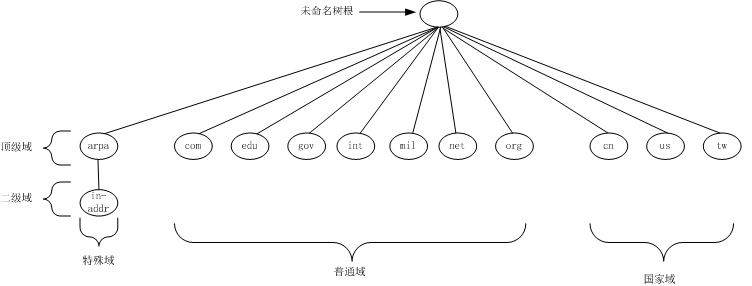 未命名树根
顶级域
arpa
com
edu
gov
int
mil
net
org
cn
us
tw
二级域
in-
addr
特殊域
普通域
国家域